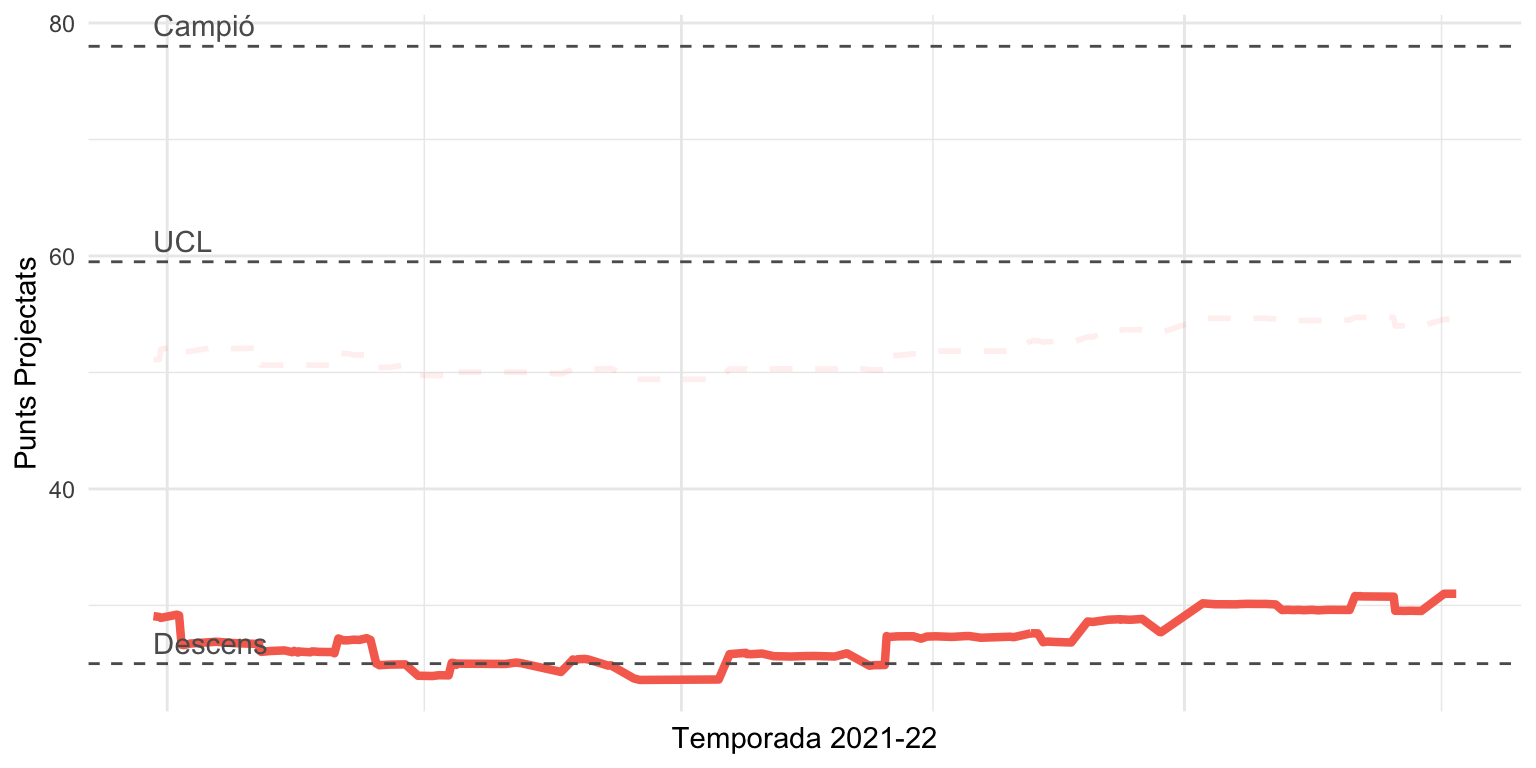 80
Campió
UCL
60
Punts Projectats
40
Descens
Temporada 2021-22